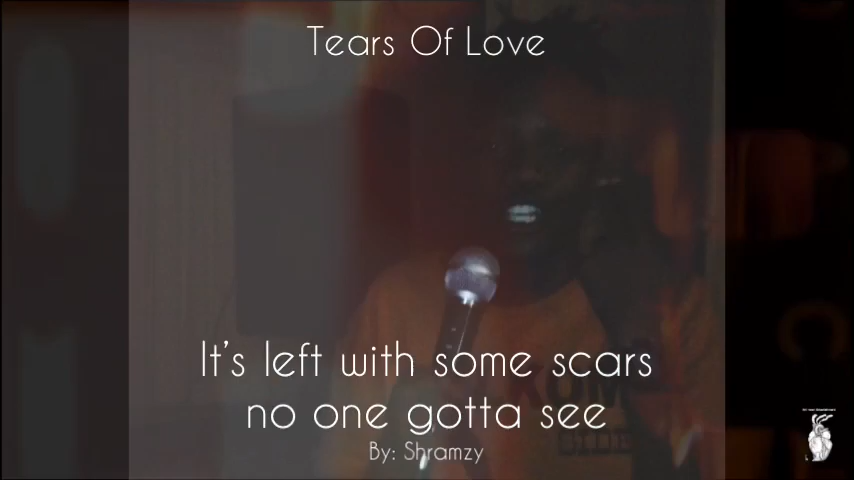 Tears Of Love
It's left with some scars
no one gotta see
By: Shramzy